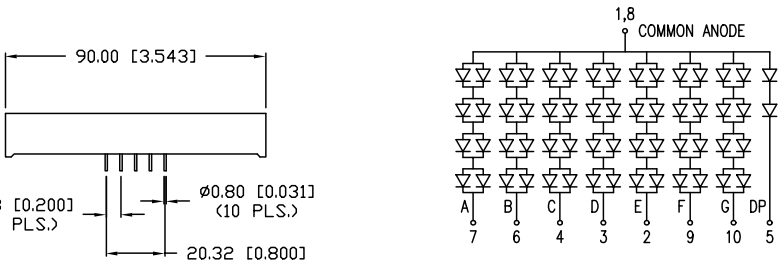 90.00 [3.543]
[0.200]
PLS.)
Ø0.80 [0.031]
(10 PLS.)
20.32 [0.800]
1,8
COMMON ANODE
A B C D E F G DP
7 6 4 3 2 9 10 5